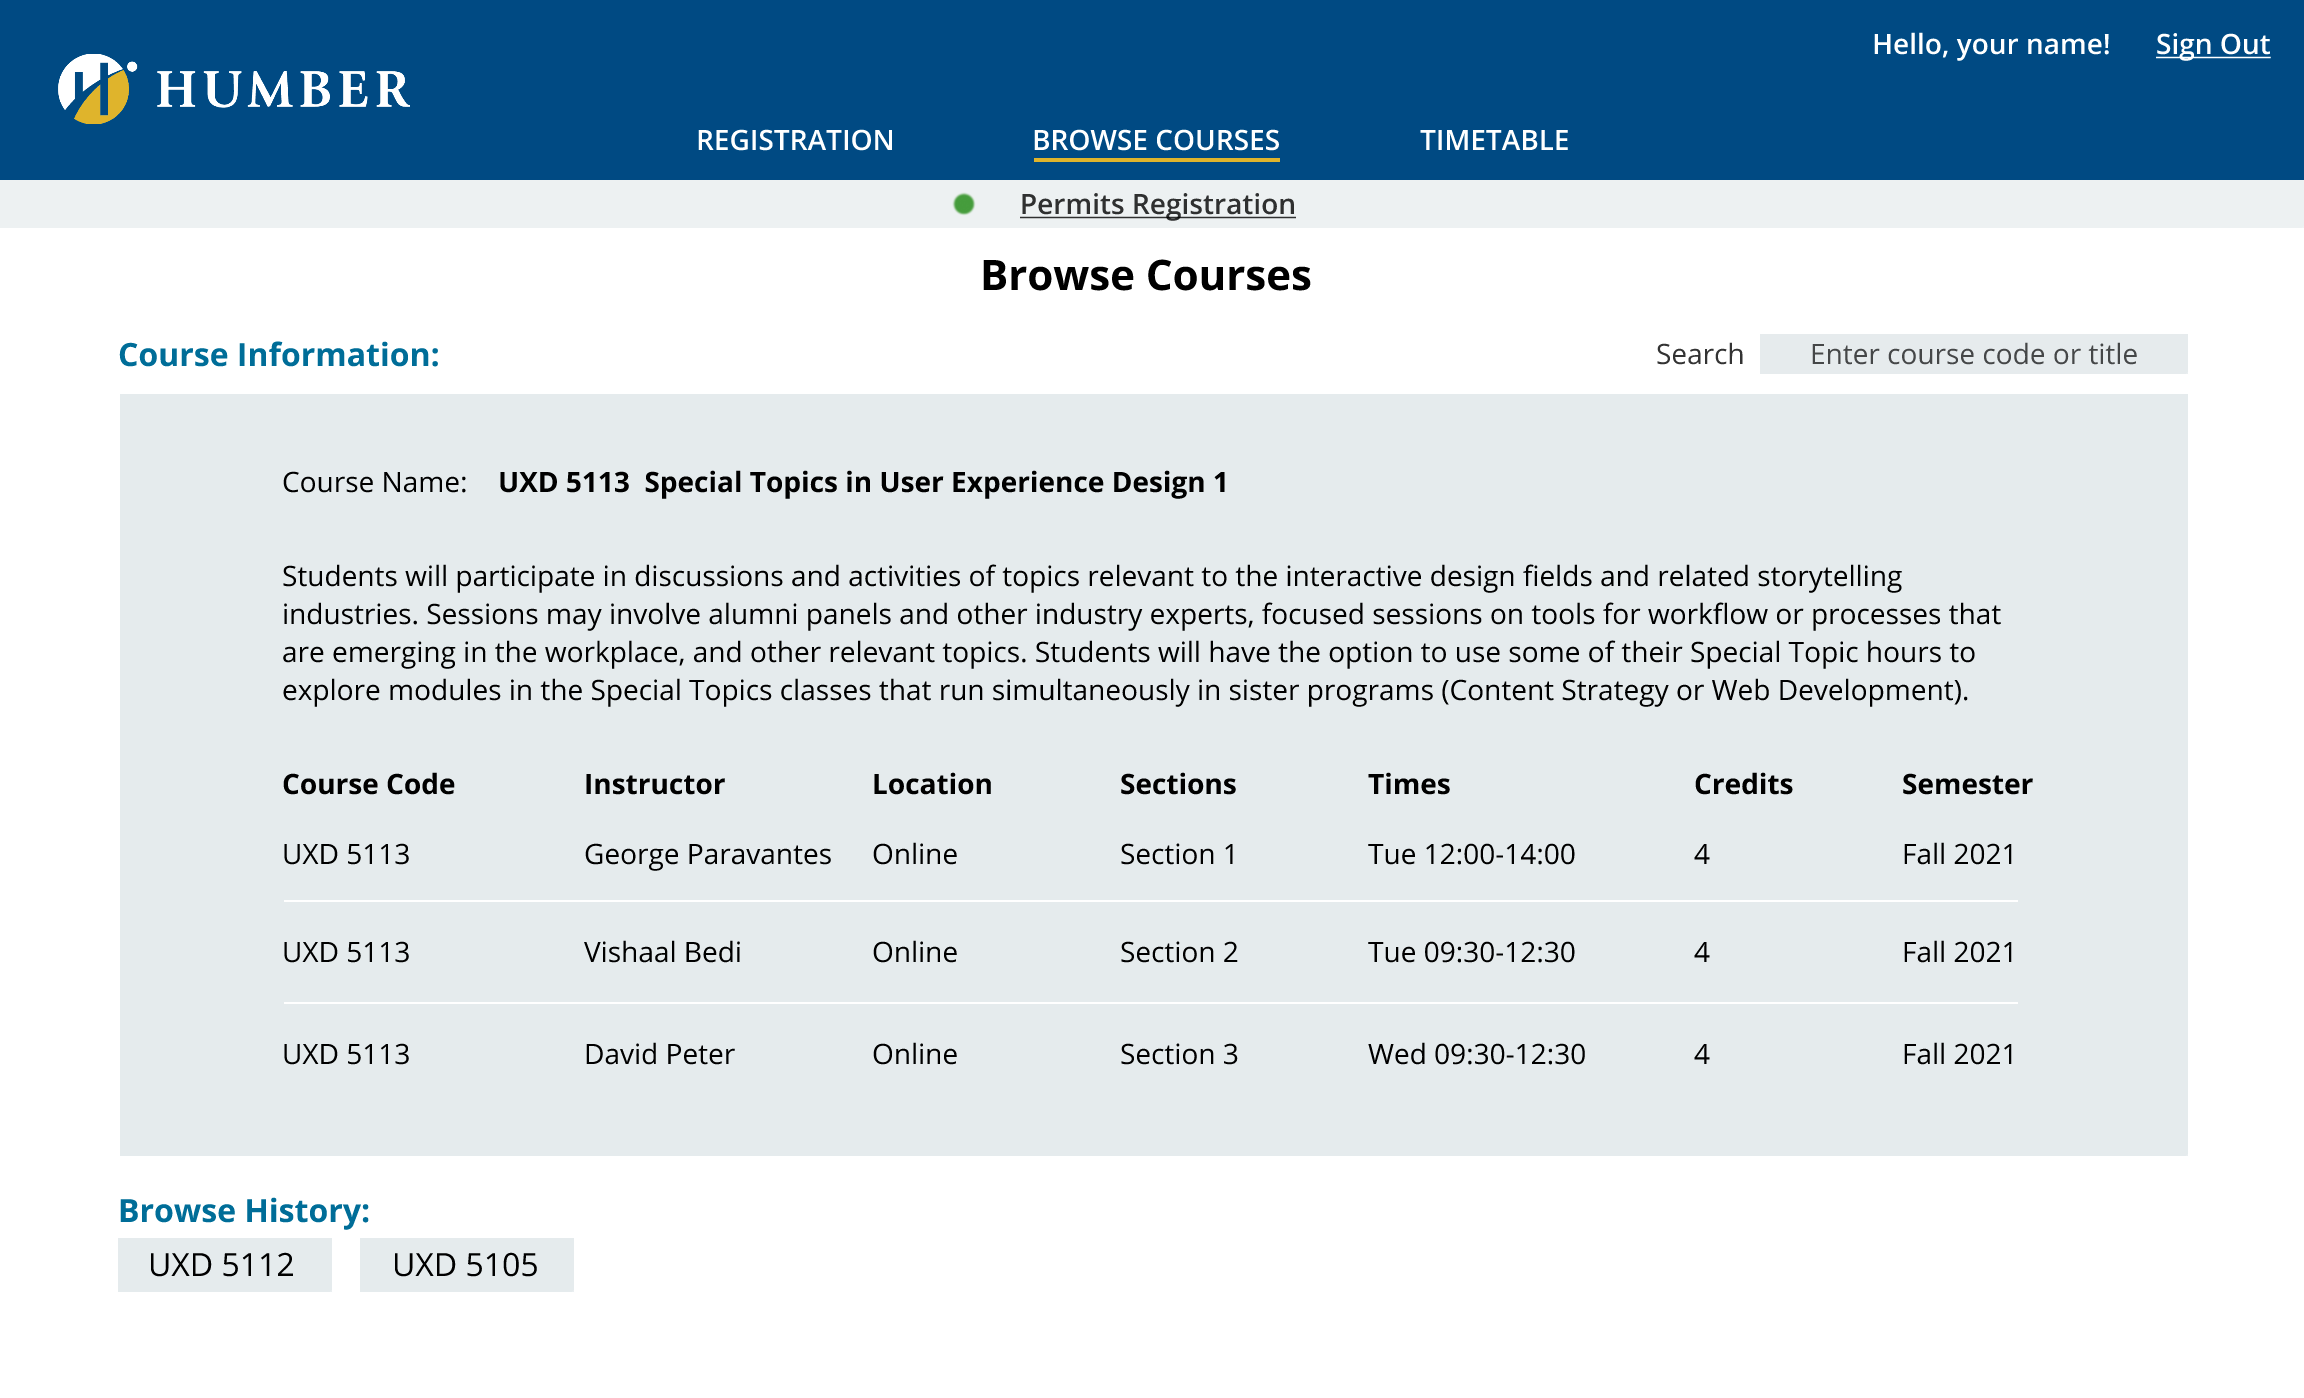 HUMBER
Hello, your name! Sign Out
REGISTRATION BROWSE COURSES TIMETABLE
Permits Registration
Browse Courses
Course Information:
Search Enter course code or title
Course Name: UXD 5113 Special Topics in User Experience Design 1
Students will participate in discussions and activities of topics relevant to the interactive design fields and related storytelling
industries. Sessions may involve alumni panels and other industry experts, focused sessions on tools for workflow or processes that
are emerging in the workplace, and other relevant topics. Students will have the option to use some of their Special Topic hours to
explore modules in the Special Topics classes that run simultaneously in sister programs (Content Strategy or Web Development).
Course Code Instructor Location Sections Times Credits Semester
UXD 5113 George Paravantes Online Section 1 Tue 12:00-14:00 4 Fall 2021
UXD 5113 Vishaal Bedi Online Section 2 Tue 09:30-12:30 4 Fall 2021
UXD 5113 David Peter Online Section 3 Wed 09:30-12:30 4 Fall 2021
Browse History:
UXD 5112 UXD 5105